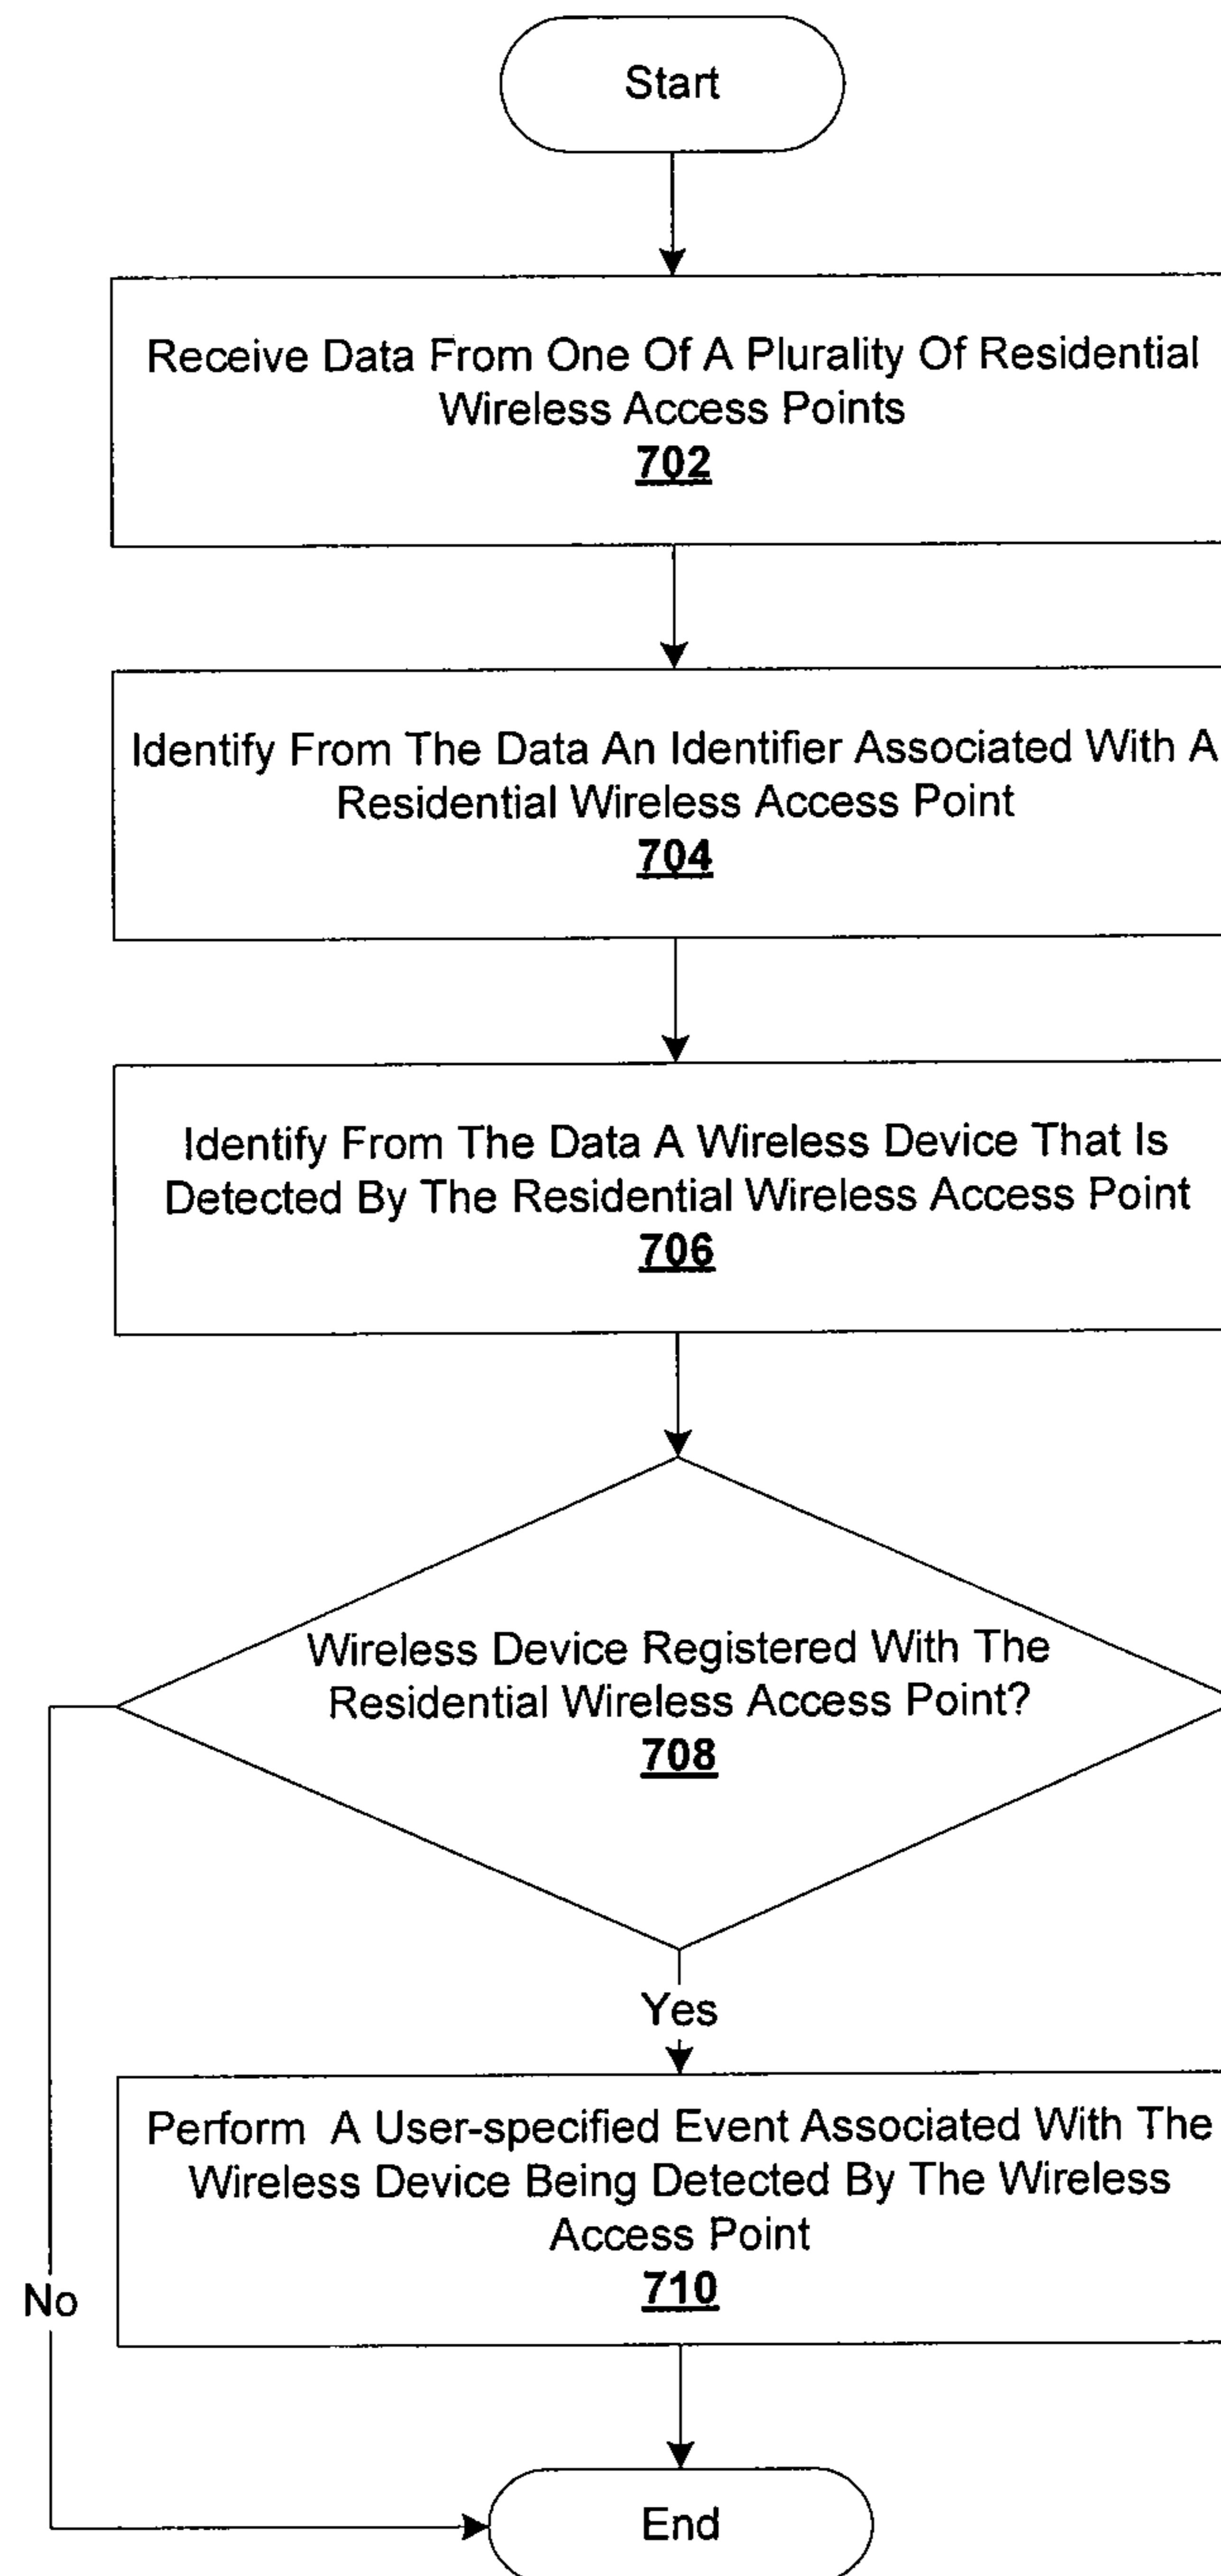 Start
Receive Data From One Of A Plurality Of Residential
Wireless Access Points
702
Identify From The Data An Identifier Associated With A
Residential Wireless Access Point
704
Identify From The Data A Wireless Device That Is
Detected By The Residential Wireless Access Point
706
Wireless Device Registered With The
Residential Wireless Access Point?
708
Yes
Perform A User-specified Event Associated With The
Wireless Device Being Detected By The Wireless
Access Point
710
No
End